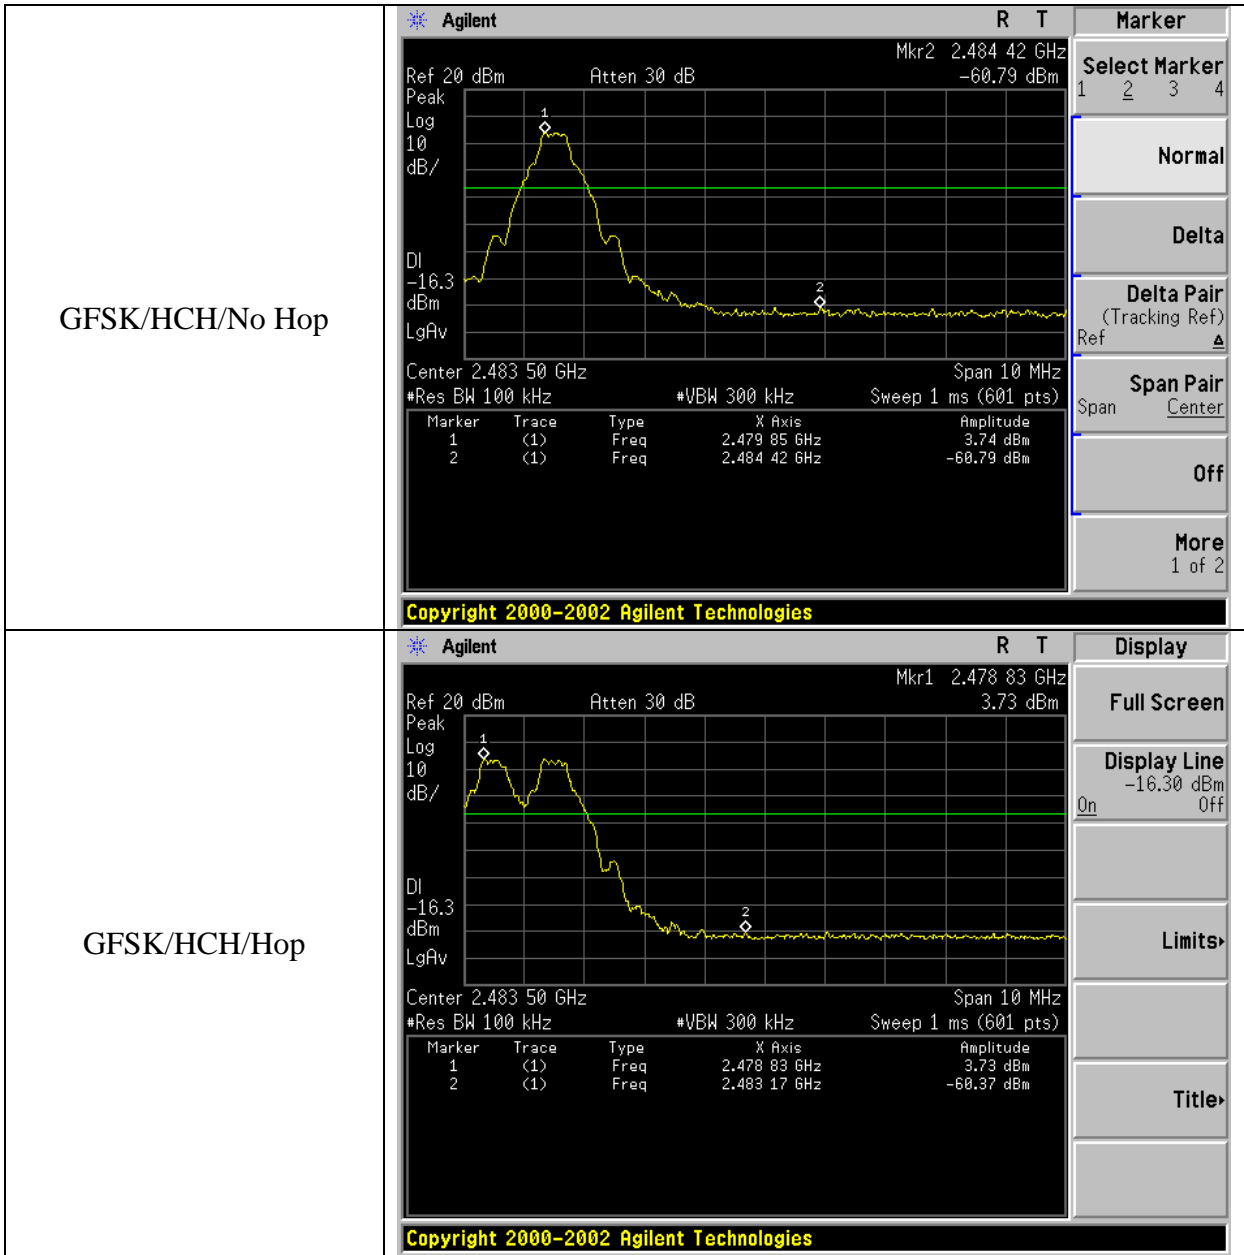 GFSK/HCH/No Hop
Agilent R T Marker
Mkr2 2.484 42 GHz
Ref 20 dBm Atten 30 dB -60.79 dBm
Peak
Log
10
dB/
1
2
DI
-16.3
dBm
LgAv
Center 2.483 50 GHz Span 10 MHz
#Res BW 100 kHz #VBW 300 kHz Sweep 1 ms (601 pts)
Marker Trace Type X Axis Amplitude
1 (1) Freq 2.479 85 GHz 3.74 dBm
2 (1) Freq 2.484 42 GHz -60.79 dBm
Select Marker
1 2 3 4
Normal
Delta
Delta Pair
(Tracking Ref)
Ref Δ
Span Pair
Span Center
Off
More
1 of 2
Copyright 2000-2002 Agilent Technologies
GFSK/HCH/Hop
Agilent R T Display
Mkr1 2.478 83 GHz
Ref 20 dBm Atten 30 dB 3.73 dBm
Peak
Log
10
dB/
1
2
DI
-16.3
dBm
LgAv
Center 2.483 50 GHz Span 10 MHz
#Res BW 100 kHz #VBW 300 kHz Sweep 1 ms (601 pts)
Marker Trace Type X Axis Amplitude
1 (1) Freq 2.478 83 GHz 3.73 dBm
2 (1) Freq 2.483 17 GHz -60.37 dBm
Full Screen
Display Line
-16.30 dBm
On Off
Limits
Title
Copyright 2000-2002 Agilent Technologies